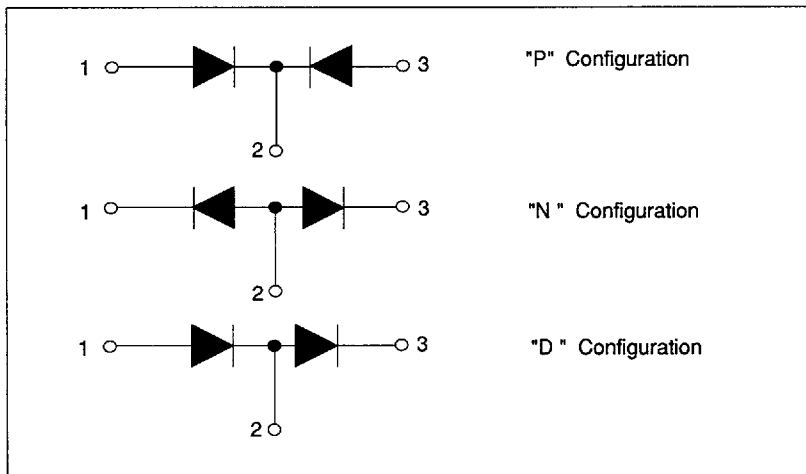 1 3 "P" Configuration
2
1 3 "N " Configuration
2
1 3 "D " Configuration
2